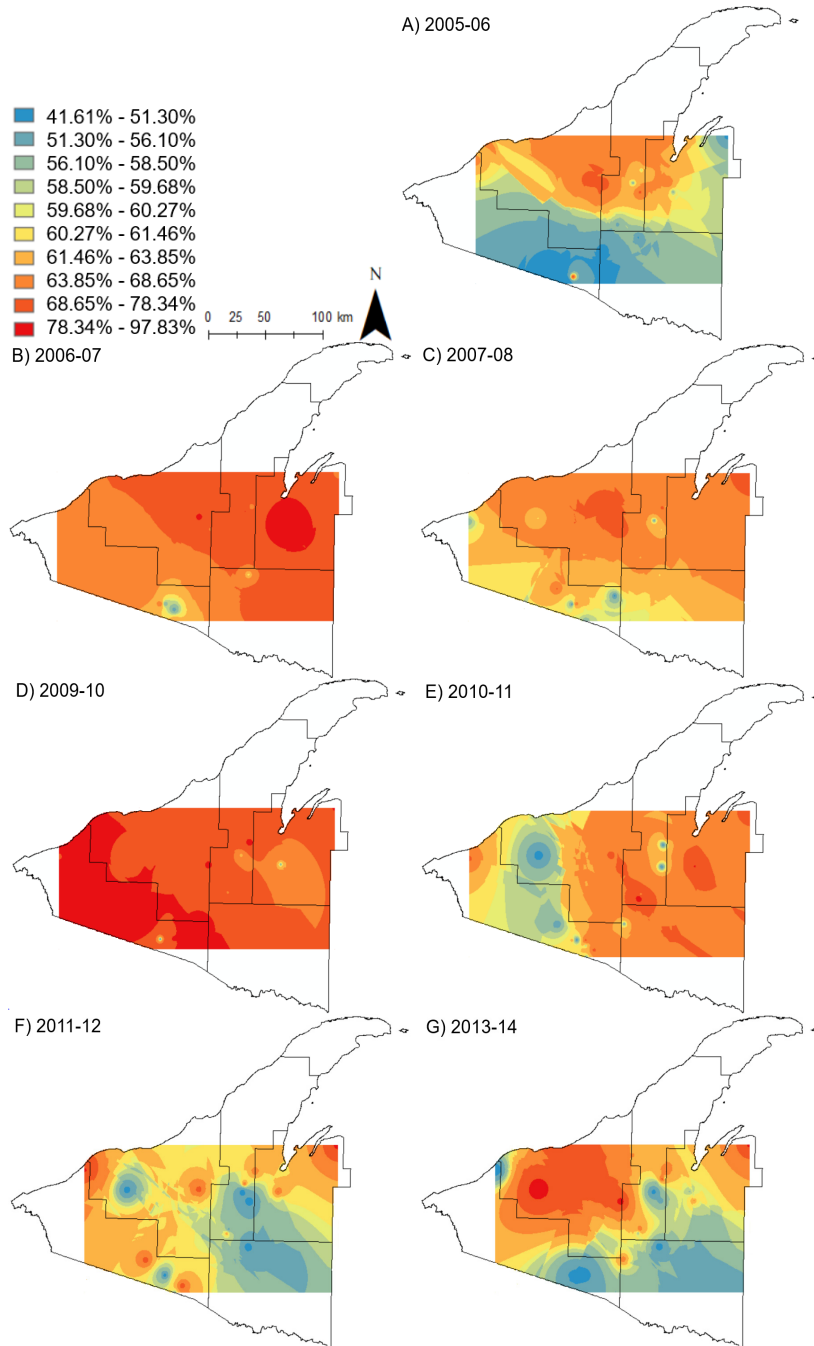 A) 2005-06
41.61% - 51.30%
51.30% - 56.10%
56.10% - 58.50%
58.50% - 59.68%
59.68% - 60.27%
60.27% - 61.46%
61.46% - 63.85%
63.85% - 68.65%
68.65% - 78.34%
78.34% - 97.83%
N
0 25 50 100 km
B) 2006-07
C) 2007-08
D) 2009-10
E) 2010-11
F) 2011-12
G) 2013-14